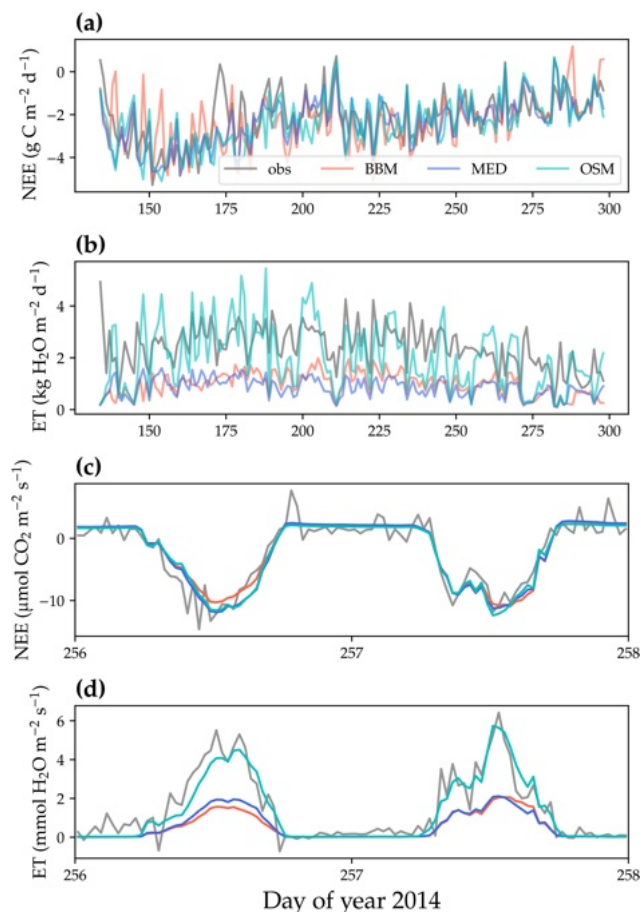 (a)
NEE (g C m⁻² d⁻¹)
0
−2
−4
obs BBM MED OSM
150 175 200 225 250 275 300
(b)
ET (kg H₂O m⁻² d⁻¹)
4
2
0
150 175 200 225 250 275 300
(c)
NEE (μmol CO₂ m⁻² s⁻¹)
0
−10
256 257 258
(d)
ET (mmol H₂O m⁻² s⁻¹)
6
4
2
0
256 257 258
Day of year 2014